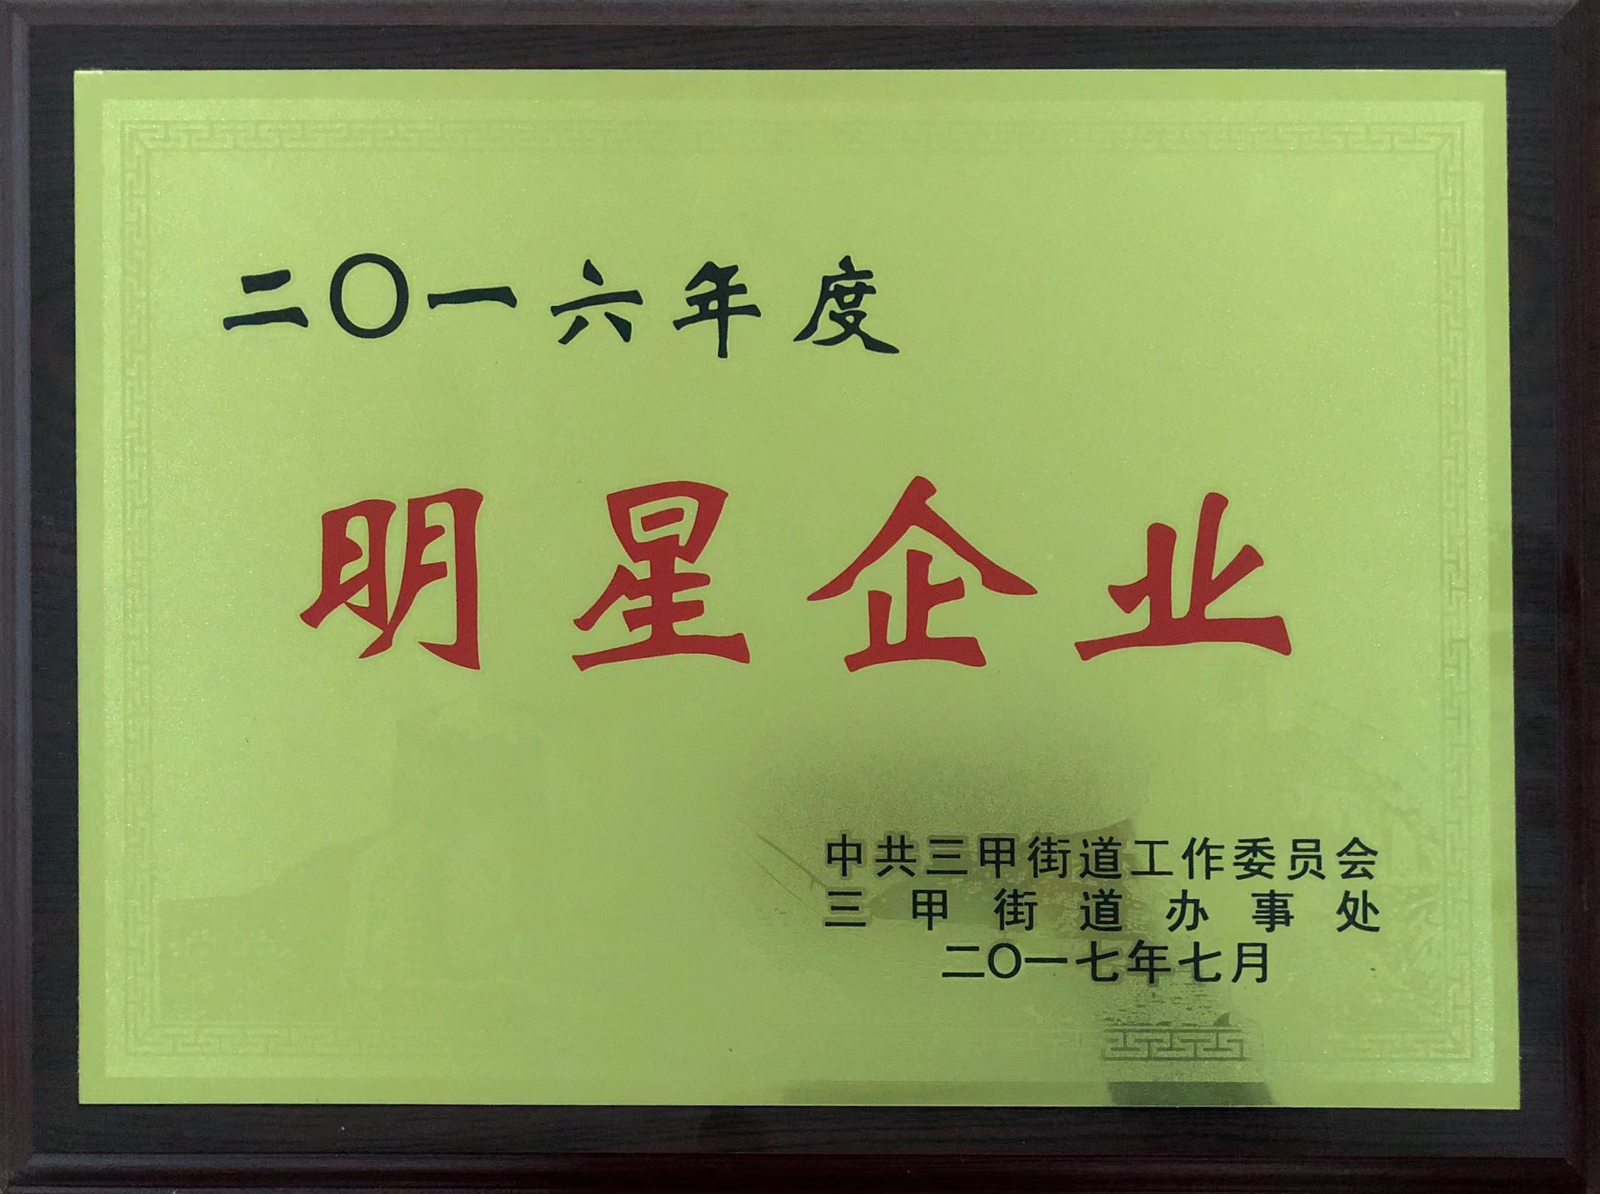 二〇一六年度
明星企业
中共三甲街道工作委员会
三甲街道办事处
二〇一七年七月